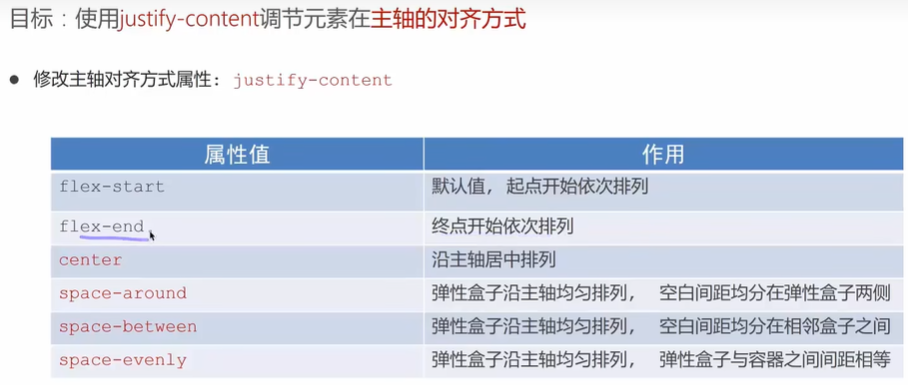 目标：使用justify-content调节元素在主轴的对齐方式
● 修改主轴对齐方式属性：justify-content
属性值 作用
flex-start 默认值，起点开始依次排列
flex-end 终点开始依次排列
center 沿主轴居中排列
space-around 弹性盒子沿主轴均匀排列， 空白间距均分在弹性盒子两侧
space-between 弹性盒子沿主轴均匀排列， 空白间距均分在相邻盒子之间
space-evenly 弹性盒子沿主轴均匀排列， 弹性盒子与容器之间间距相等